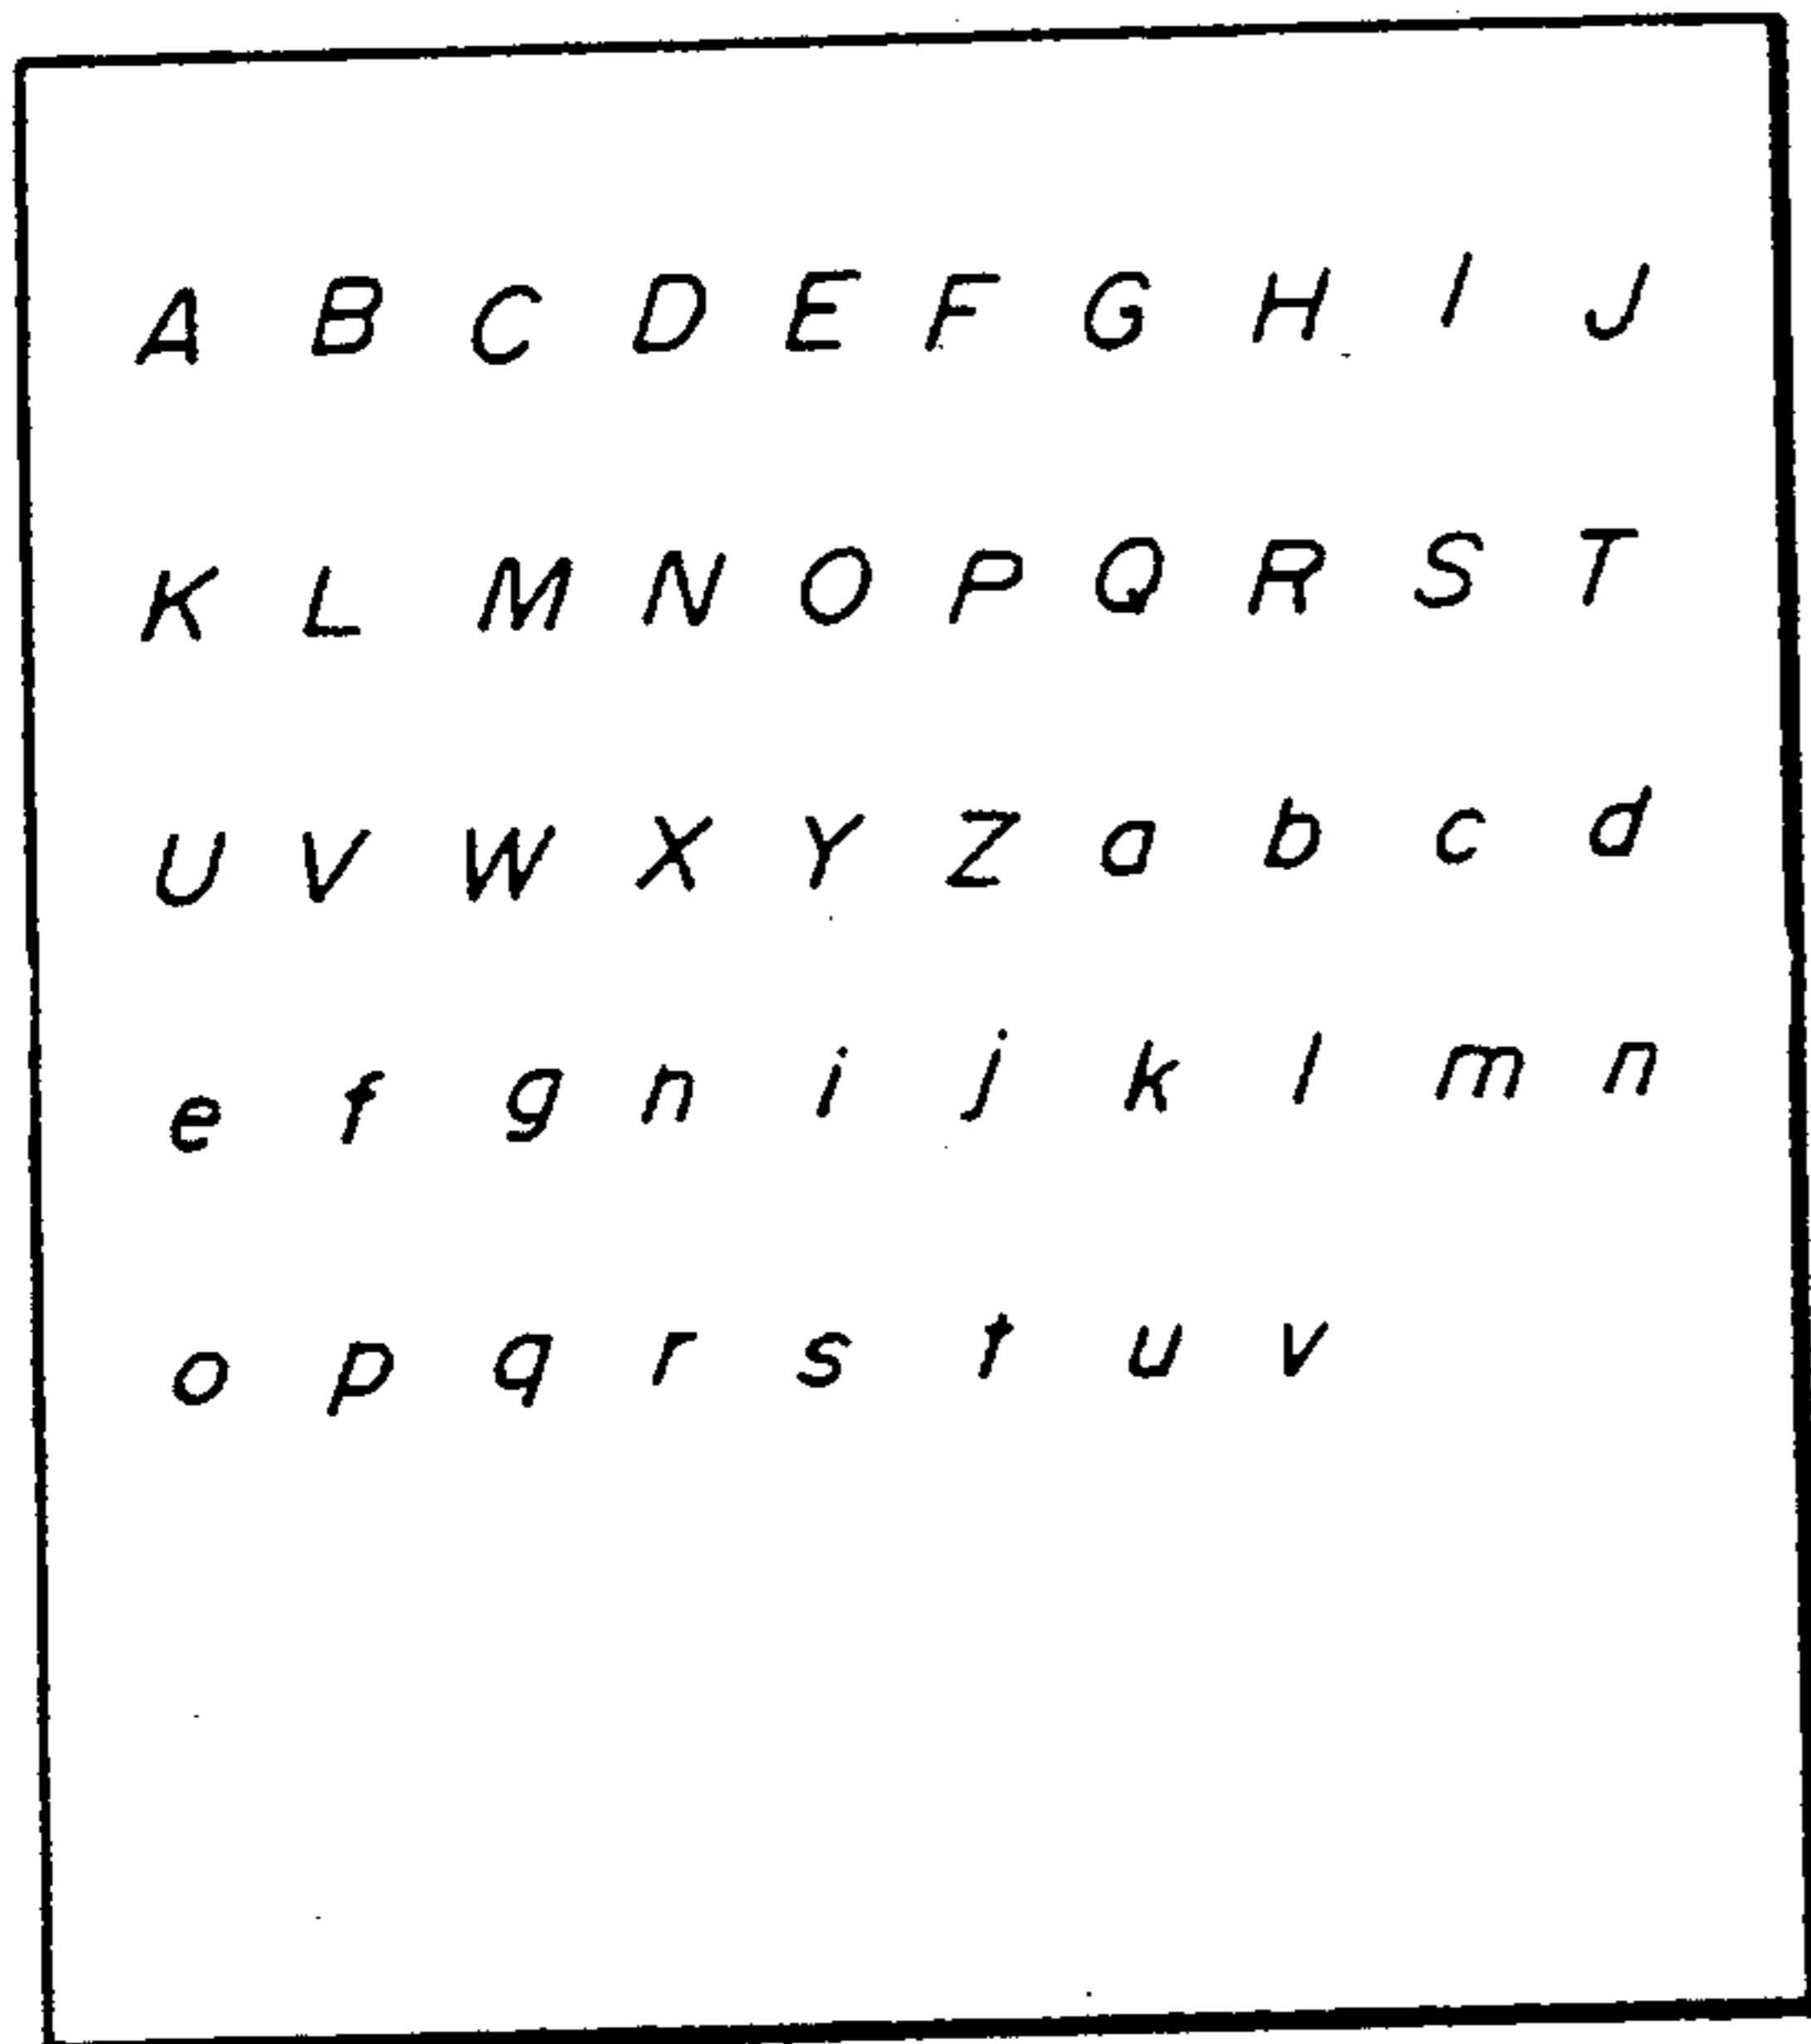 A B C D E F G H I J
K L M N O P Q R S T
U V W X Y Z a b c d
e f g h i j k l m n
o p q r s t u v